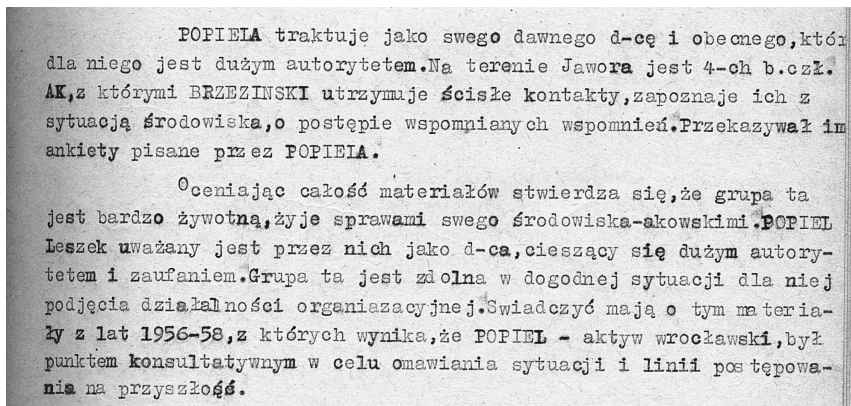 POPIELA traktuje jako swego dawnego d-cę i obecnego,któr
dla niego jest dużym autorytetem.Na terenie Jawora jest 4-ch b.czł.
AK,z którymi BRZEZINSKI utrzymuje ścisłe kontakty,zapoznaje ich z
sytuacją środowiska,o postępie wspomnianych wspomnień.Przekazywał im
ankiety pisane przez POPIELA.
Oceniając całość materiałów stwierdza się,że grupa ta
jest bardzo żywotną,żyje sprawami swego środowiska-akowskimi.POPIEL
Leszek uważany jest przez nich jako d-ca,cieszący się dużym autory-
tetem i zaufaniem.Grupa ta jest zdolna w dogodnej sytuacji dla niej
podjęcia działalności organiazacyjnej.Swiadczyć mają o tym materia-
ły z lat 1956-58,z których wynika,że POPIEL - aktyw wrocławski,był
punktem konsultatywnym w celu omawiania sytuacji i linii postępowa-
nia na przyszłość.